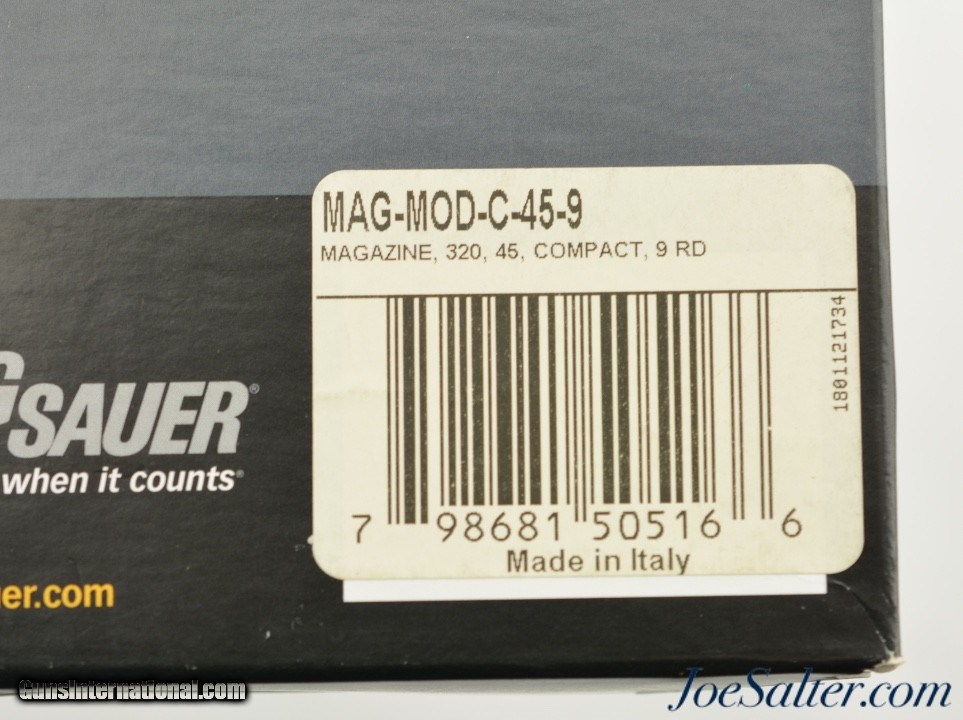 MAG-MOD-C-45-9
MAGAZINE, 320, 45, COMPACT, 9 RD
1801121734
7 98681 50516 6
Made in Italy
SAUER®
when it counts®
er.com
GunsInternational.com
JoeSalter.com